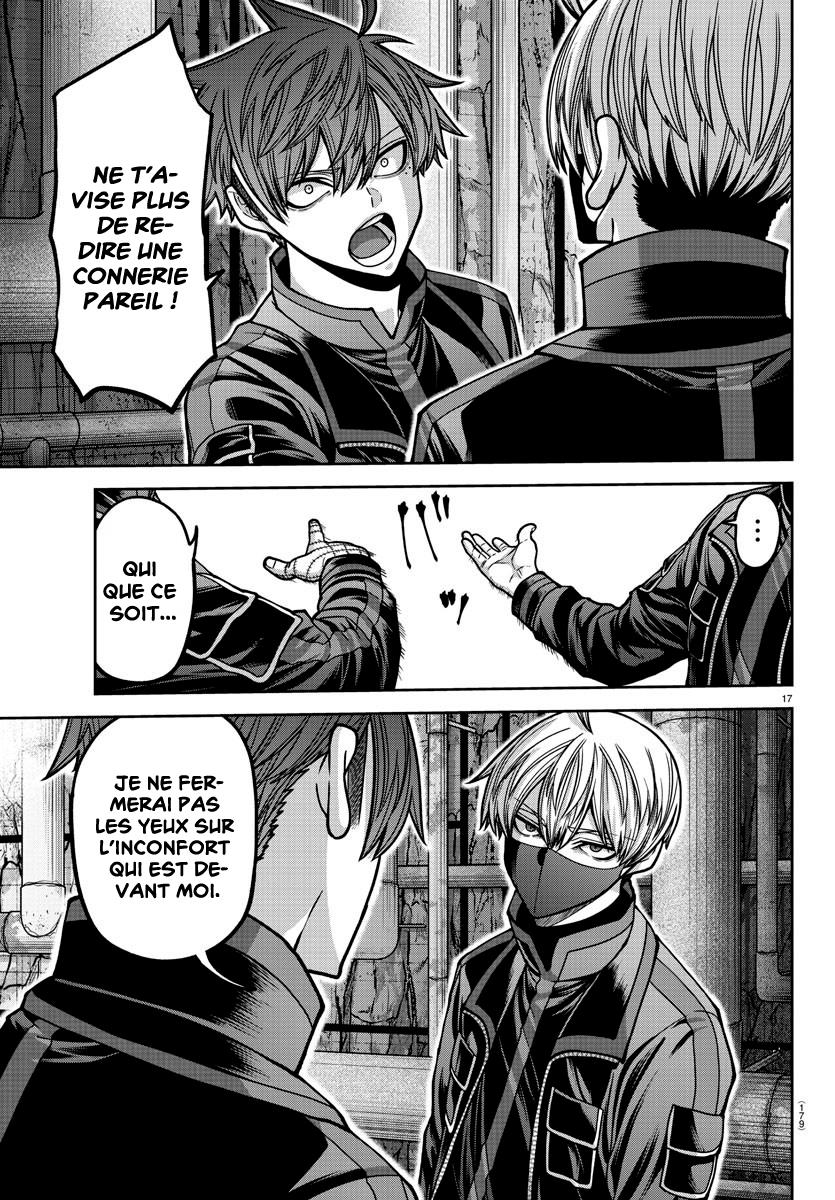 NE T'A-
VISE PLUS
DE RE-
DIRE UNE
CONNERIE
PAREIL !
...
QUI
QUE CE
SOIT...
17
JE NE FER-
MERAI PAS
LES YEUX SUR
L'INCONFORT
QUI EST DE-
VANT MOI.
(179)